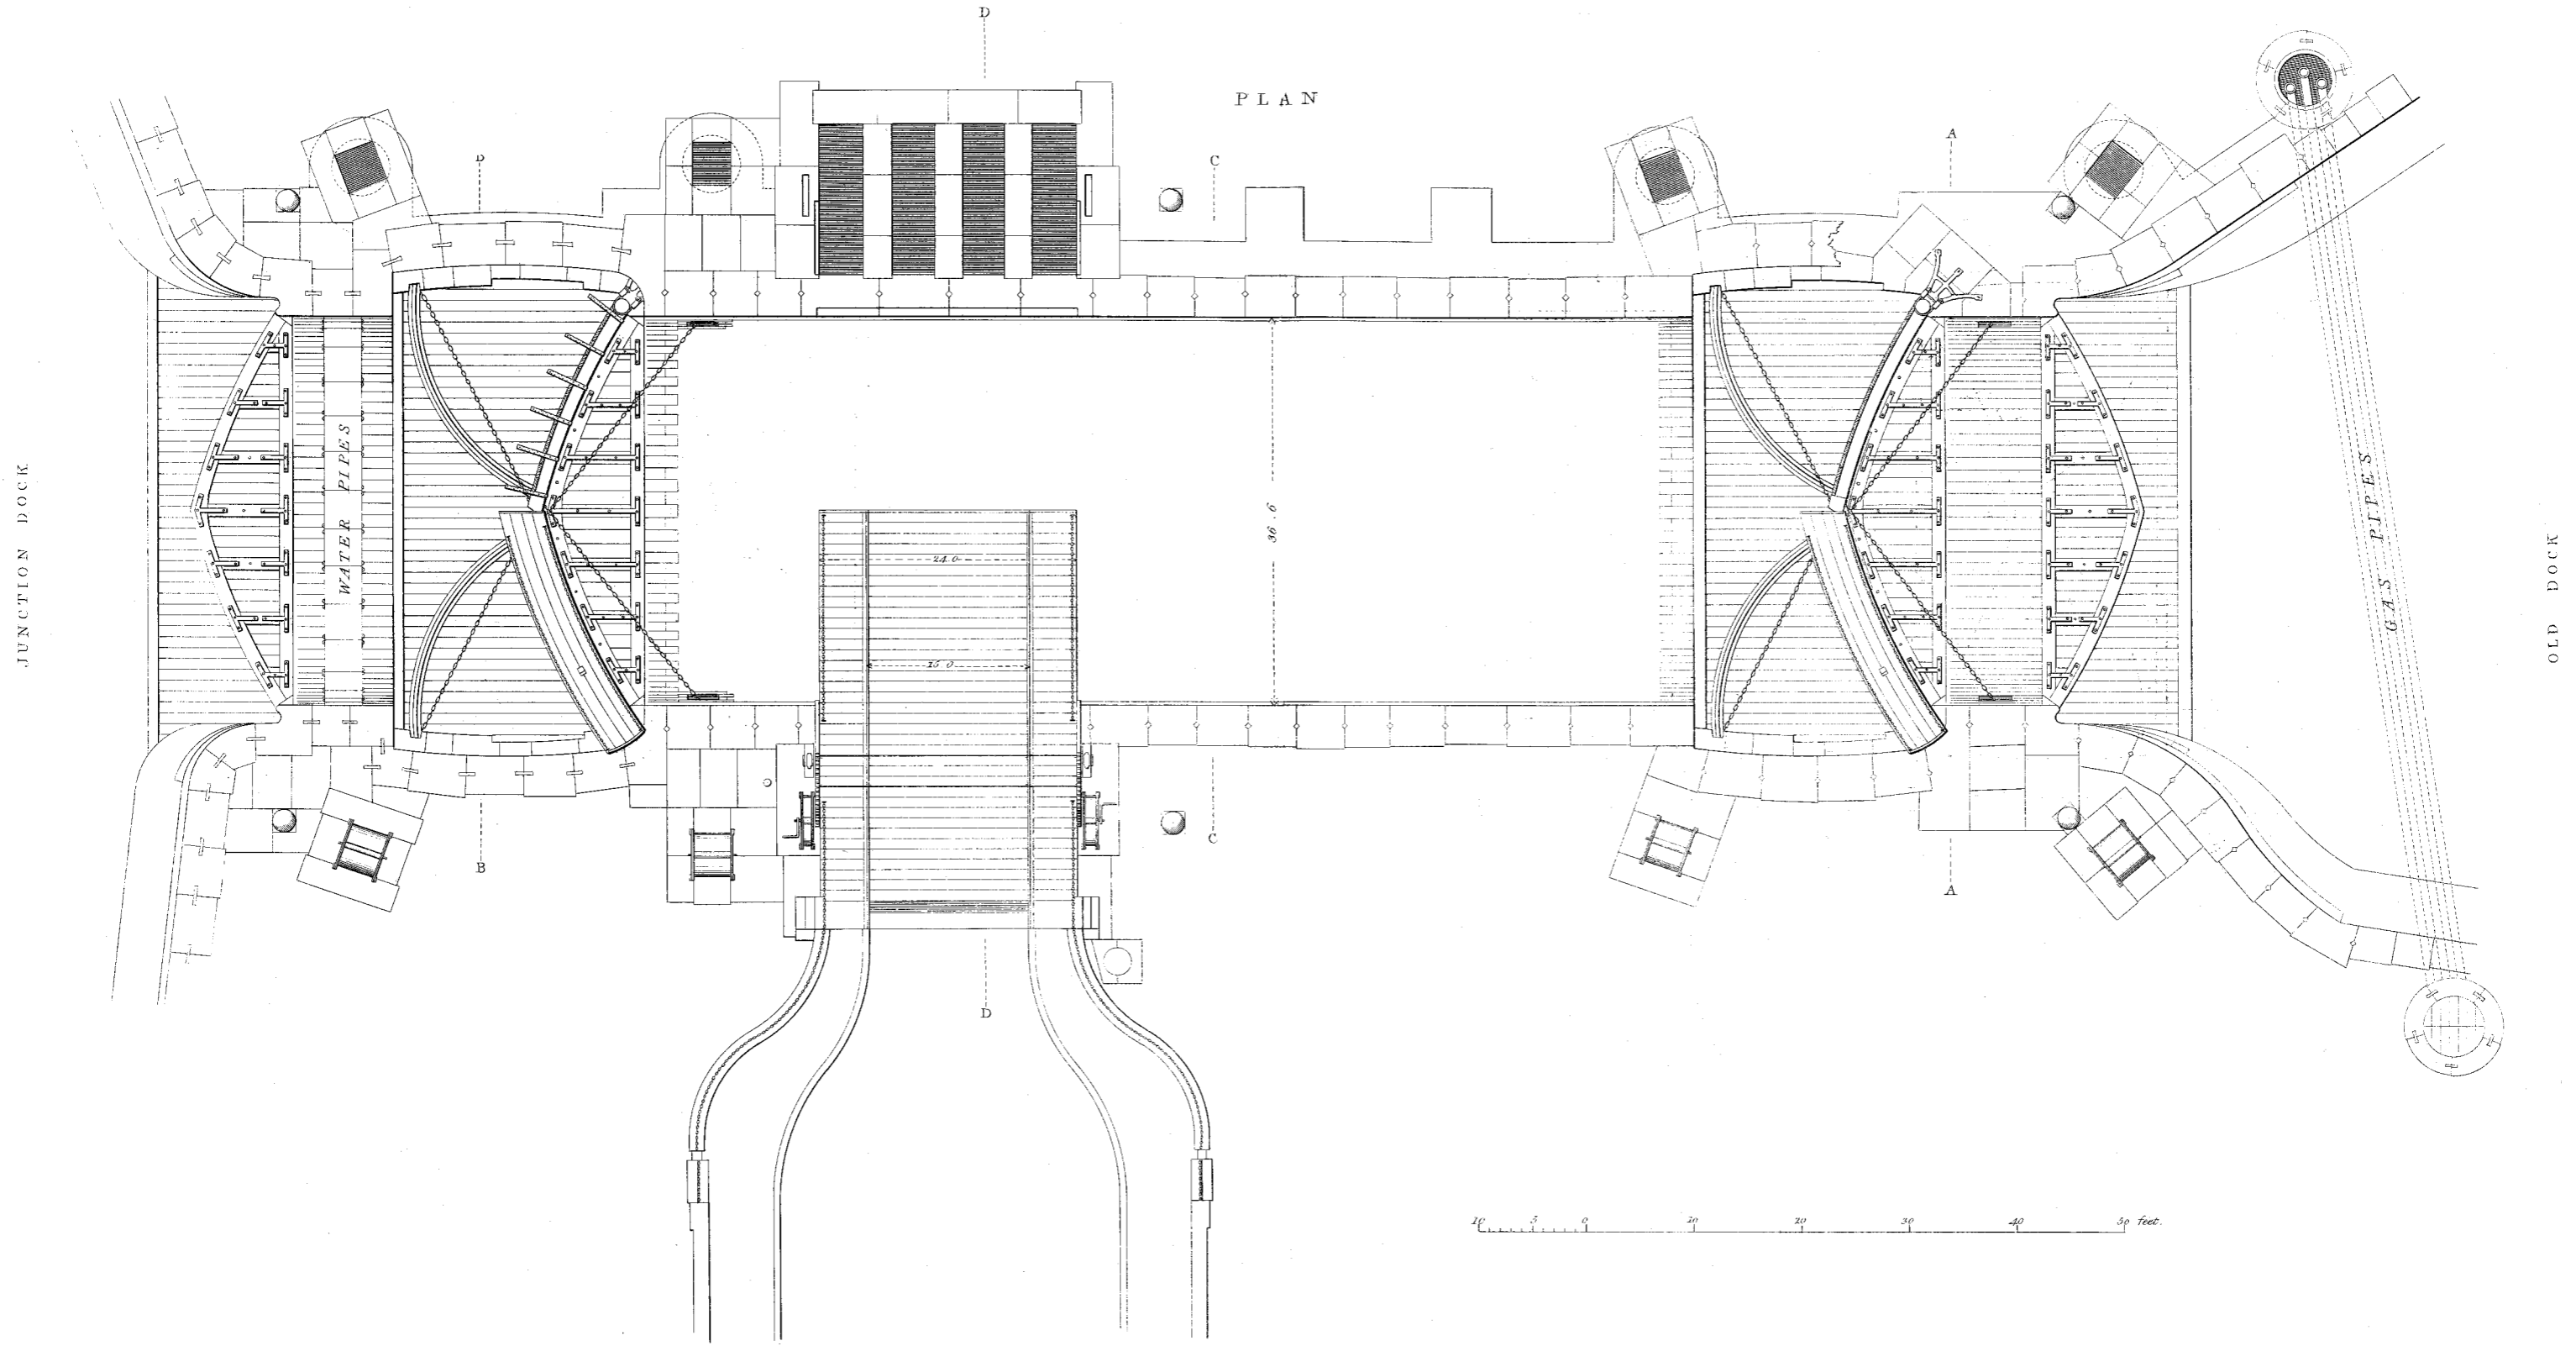 D
PLAN
A
B
C
JUNCTION DOCK
WATER PIPES
36.6
24.0
15.0
GAS PIPES
OLD DOCK
B
C
A
D
10 5 0 10 20 30 40 50 feet.